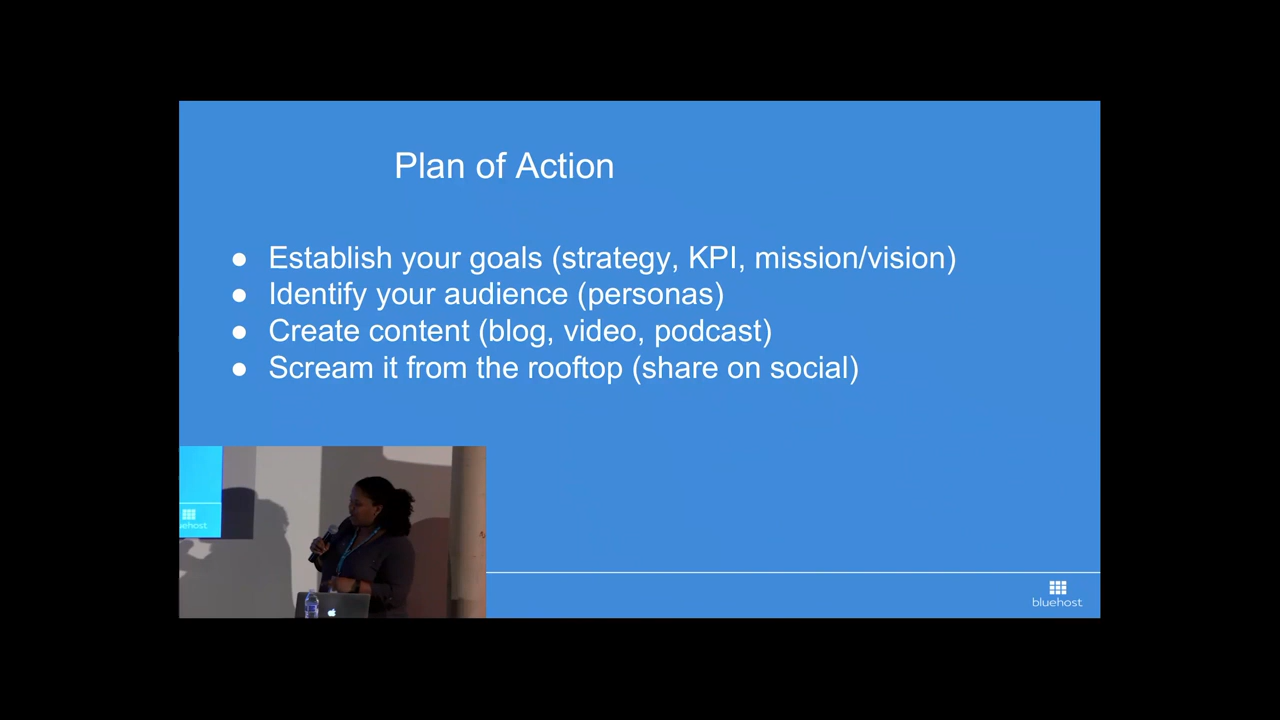 Plan of Action
● Establish your goals (strategy, KPI, mission/vision)
● Identify your audience (personas)
● Create content (blog, video, podcast)
● Scream it from the rooftop (share on social)
uehost
bluehost